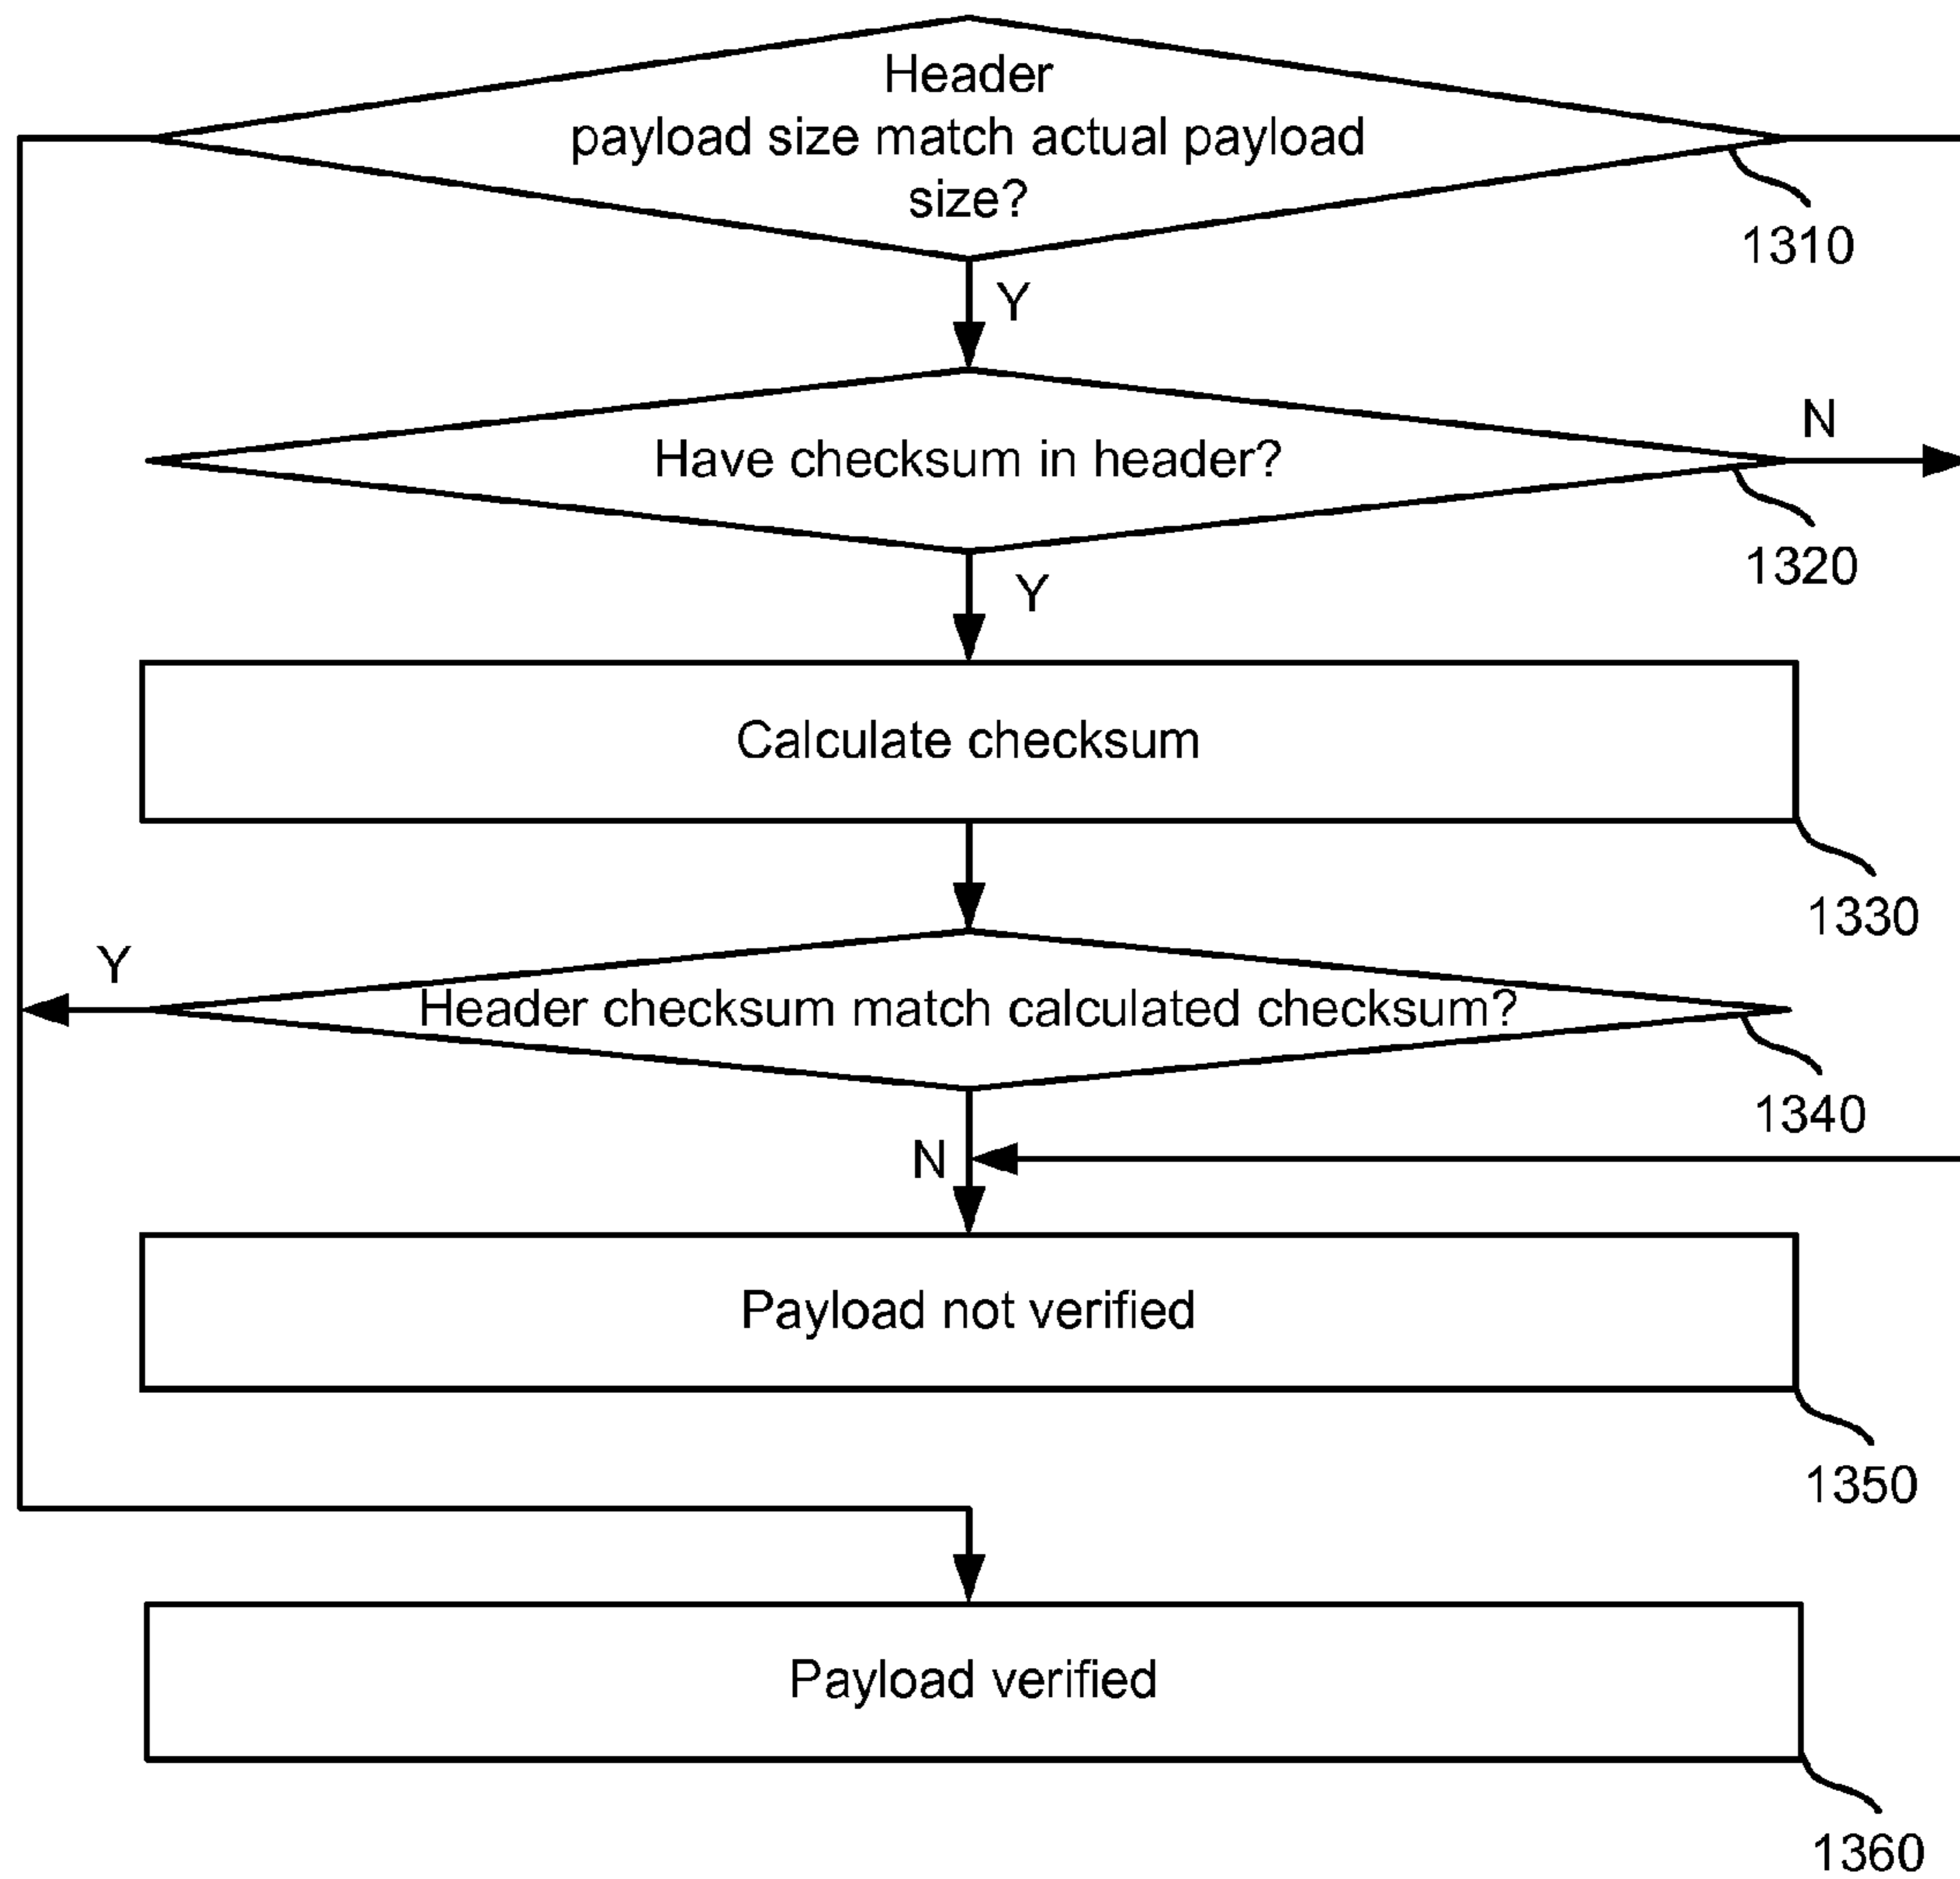 Header
payload size match actual payload
size?
1310
Y
N
Have checksum in header?
1320
Y
Calculate checksum
1330
Y
Header checksum match calculated checksum?
1340
N
Payload not verified
1350
Payload verified
1360